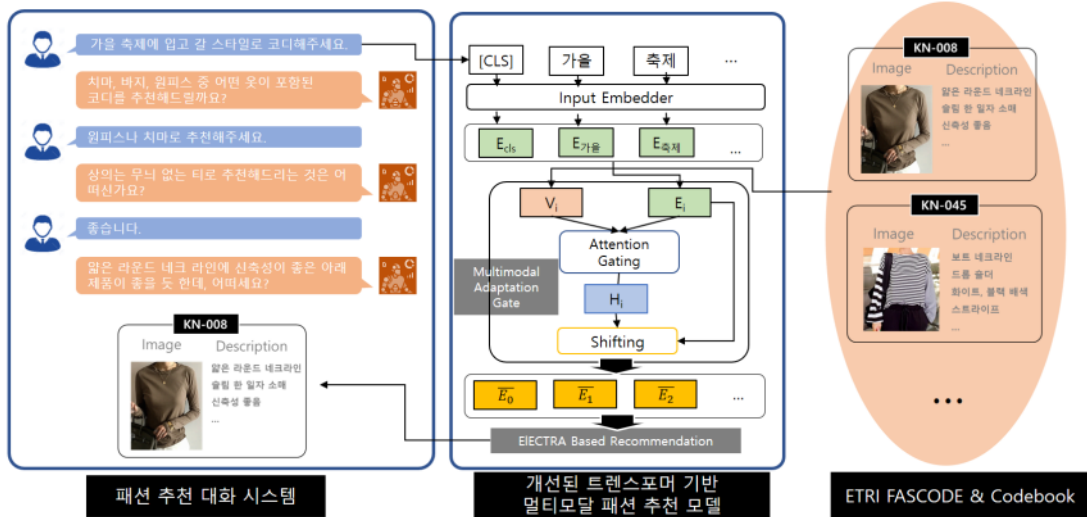 가을 축제에 입고 갈 스타일로 코디해주세요.
치마, 바지, 원피스 중 어떤 옷이 포함된
코디를 추천해드릴까요?
원피스나 치마로 추천해주세요.
상의는 무늬 없는 티로 추천해드리는 것은 어
떠신가요?
좋습니다.
얇은 라운드 네크 라인에 신축성이 좋은 아래
제품이 좋을 듯 한데, 어떠세요?
KN-008
Image
Description
얇은 라운드 네크라인
슬림 한 일자 소매
신축성 좋음
...
패션 추천 대화 시스템
[CLS]
가을
축제
...
Input Embedder
E_cls
E_가을
E_축제
...
V_i
E_i
Attention
Gating
Multimodal
Adaptation
Gate
H_i
Shifting
E̅_0
E̅_1
E̅_2
...
ElECTRA Based Recommendation
개선된 트렌스포머 기반
멀티모달 패션 추천 모델
KN-008
Image
Description
얇은 라운드 네크라인
슬림 한 일자 소매
신축성 좋음
...
KN-045
Image
Description
보트 네크라인
드롭 숄더
화이트, 블랙 배색
스트라이프
...
...
ETRI FASCODE & Codebook